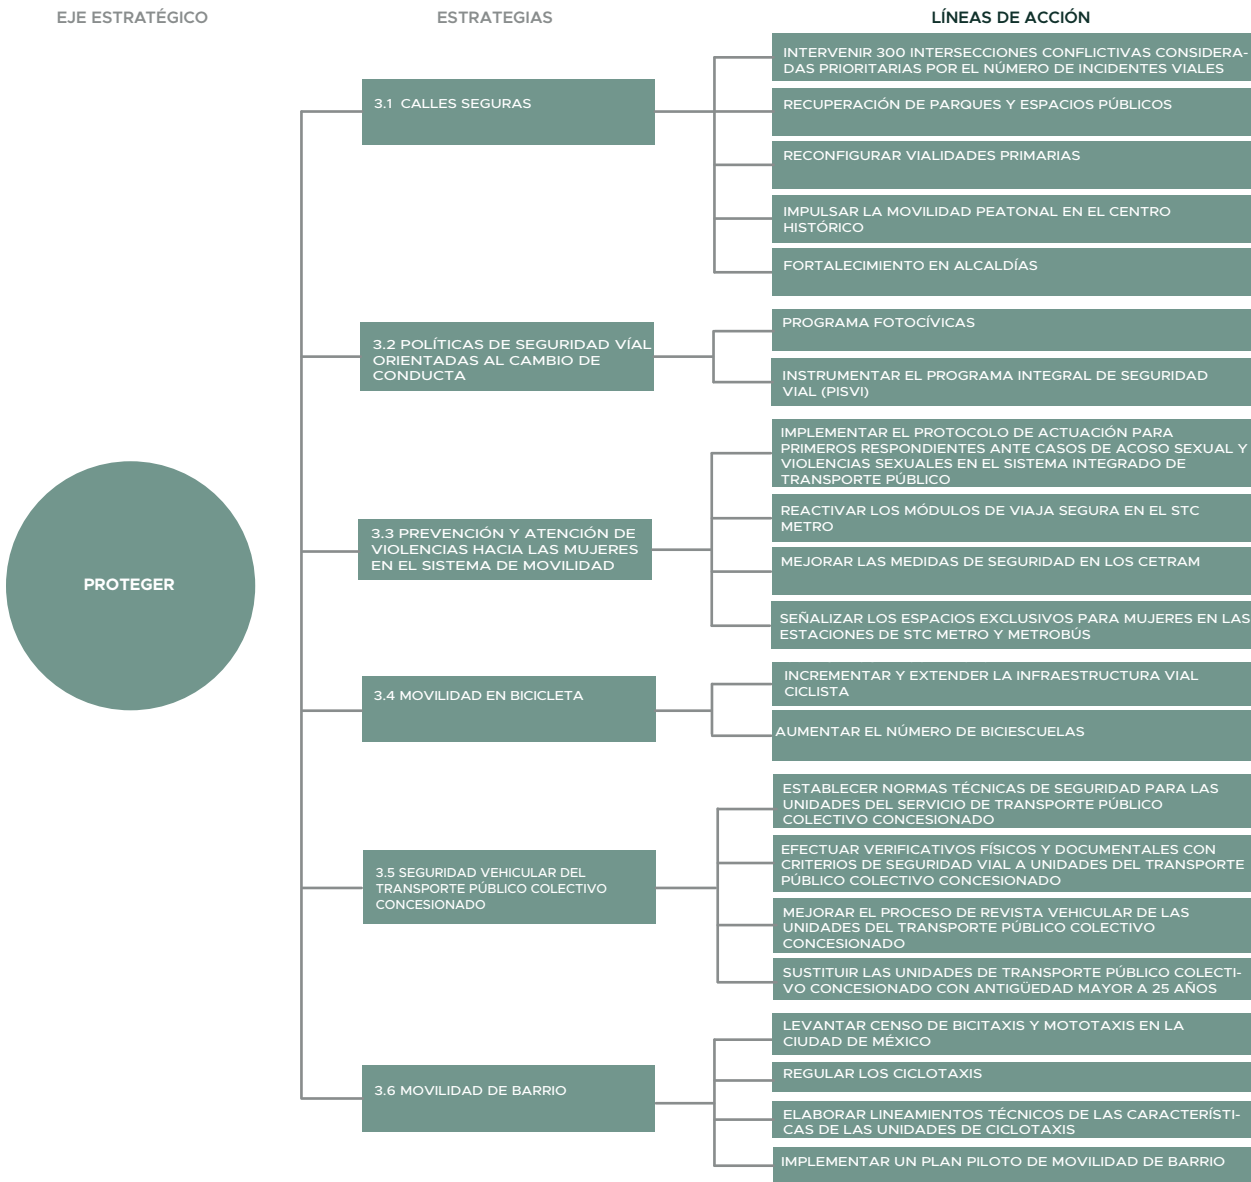 EJE ESTRATÉGICO
ESTRATEGIAS
LÍNEAS DE ACCIÓN
PROTEGER
3.1 CALLES SEGURAS
INTERVENIR 300 INTERSECCIONES CONFLICTIVAS CONSIDERA-
DAS PRIORITARIAS POR EL NÚMERO DE INCIDENTES VIALES
RECUPERACIÓN DE PARQUES Y ESPACIOS PÚBLICOS
RECONFIGURAR VIALIDADES PRIMARIAS
IMPULSAR LA MOVILIDAD PEATONAL EN EL CENTRO
HISTÓRICO
FORTALECIMIENTO EN ALCALDÍAS
3.2 POLÍTICAS DE SEGURIDAD VÍAL
ORIENTADAS AL CAMBIO DE
CONDUCTA
PROGRAMA FOTOCÍVICAS
INSTRUMENTAR EL PROGRAMA INTEGRAL DE SEGURIDAD
VIAL (PISVI)
3.3 PREVENCIÓN Y ATENCIÓN DE
VIOLENCIAS HACIA LAS MUJERES
EN EL SISTEMA DE MOVILIDAD
IMPLEMENTAR EL PROTOCOLO DE ACTUACIÓN PARA
PRIMEROS RESPONDIENTES ANTE CASOS DE ACOSO SEXUAL Y
VIOLENCIAS SEXUALES EN EL SISTEMA INTEGRADO DE
TRANSPORTE PÚBLICO
REACTIVAR LOS MÓDULOS DE VIAJA SEGURA EN EL STC
METRO
MEJORAR LAS MEDIDAS DE SEGURIDAD EN LOS CETRAM
SEÑALIZAR LOS ESPACIOS EXCLUSIVOS PARA MUJERES EN LAS
ESTACIONES DE STC METRO Y METROBÚS
3.4 MOVILIDAD EN BICICLETA
INCREMENTAR Y EXTENDER LA INFRAESTRUCTURA VIAL
CICLISTA
AUMENTAR EL NÚMERO DE BICIESCUELAS
3.5 SEGURIDAD VEHICULAR DEL
TRANSPORTE PÚBLICO COLECTIVO
CONCESIONADO
ESTABLECER NORMAS TÉCNICAS DE SEGURIDAD PARA LAS
UNIDADES DEL SERVICIO DE TRANSPORTE PÚBLICO
COLECTIVO CONCESIONADO
EFECTUAR VERIFICATIVOS FÍSICOS Y DOCUMENTALES CON
CRITERIOS DE SEGURIDAD VIAL A UNIDADES DEL TRANSPORTE
PÚBLICO COLECTIVO CONCESIONADO
MEJORAR EL PROCESO DE REVISTA VEHICULAR DE LAS
UNIDADES DEL TRANSPORTE PÚBLICO COLECTIVO
CONCESIONADO
SUSTITUIR LAS UNIDADES DE TRANSPORTE PÚBLICO COLECTI-
VO CONCESIONADO CON ANTIGÜEDAD MAYOR A 25 AÑOS
3.6 MOVILIDAD DE BARRIO
LEVANTAR CENSO DE BICITAXIS Y MOTOTAXIS EN LA
CIUDAD DE MÉXICO
REGULAR LOS CICLOTAXIS
ELABORAR LINEAMIENTOS TÉCNICOS DE LAS CARACTERÍSTI-
CAS DE LAS UNIDADES DE CICLOTAXIS
IMPLEMENTAR UN PLAN PILOTO DE MOVILIDAD DE BARRIO